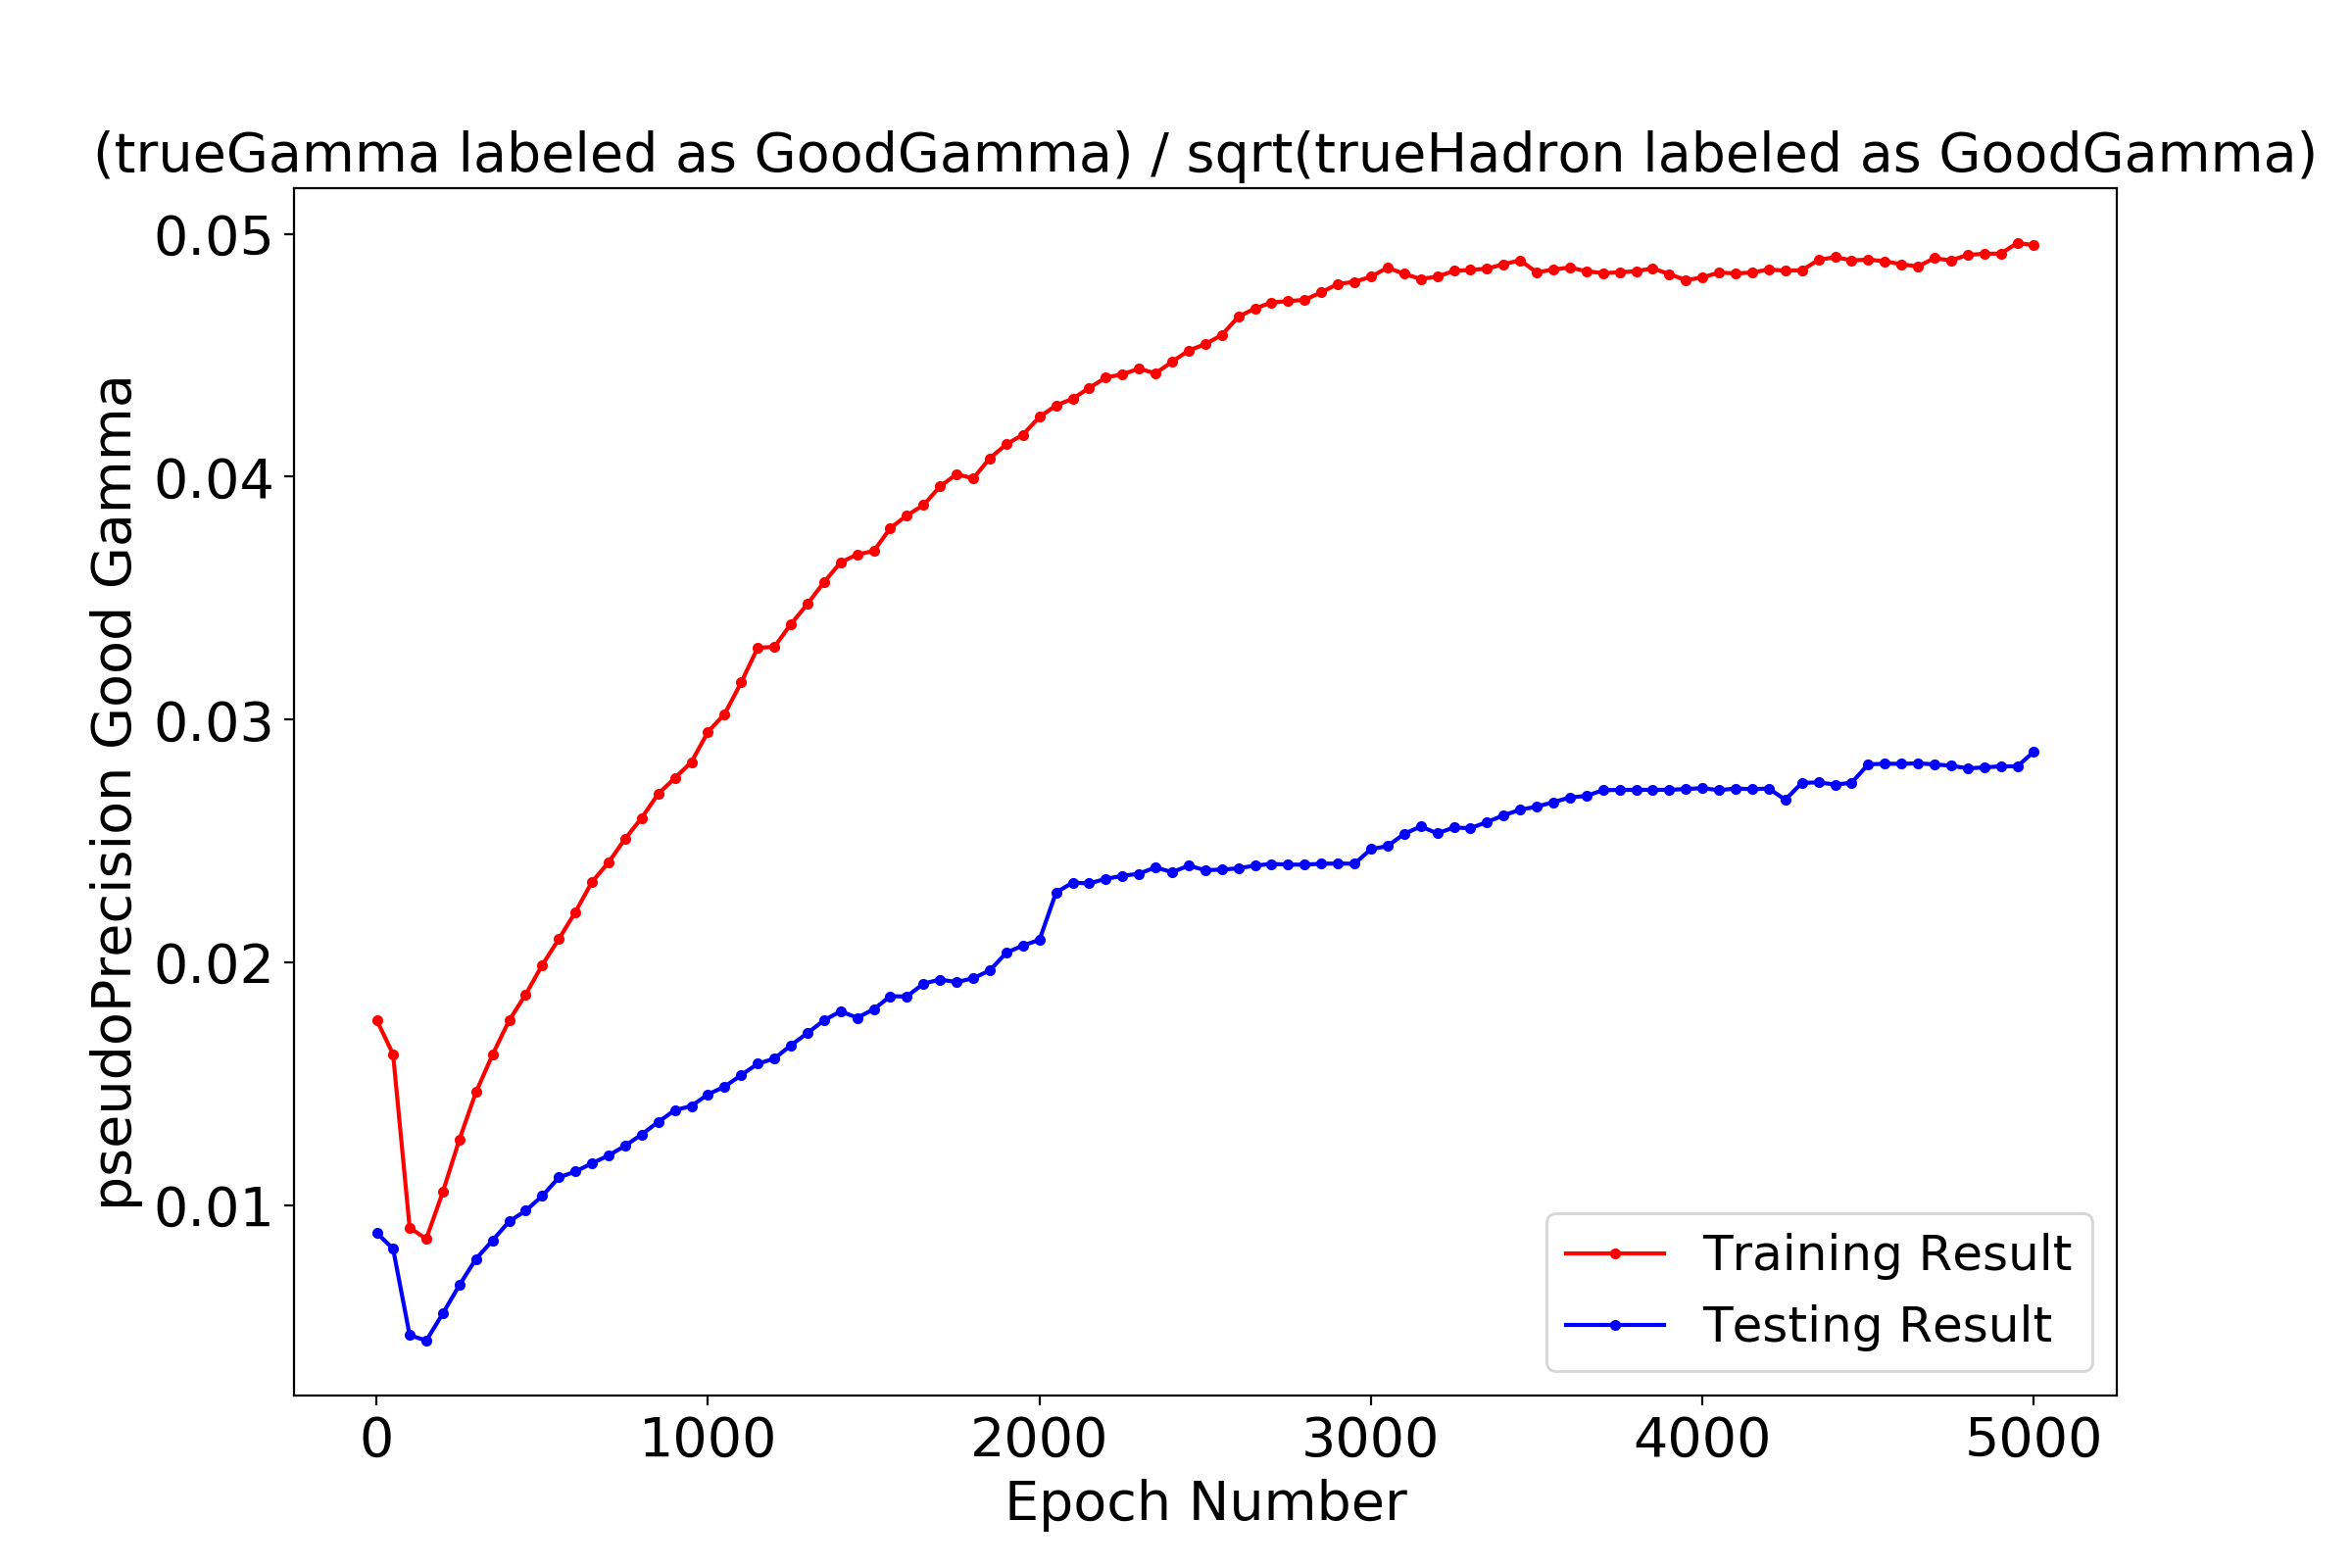 (trueGamma labeled as GoodGamma) / sqrt(trueHadron labeled as GoodGamma)
pseudoPrecision Good Gamma
0.05
0.04
0.03
0.02
0.01
Training Result
Testing Result
0 1000 2000 3000 4000 5000
Epoch Number